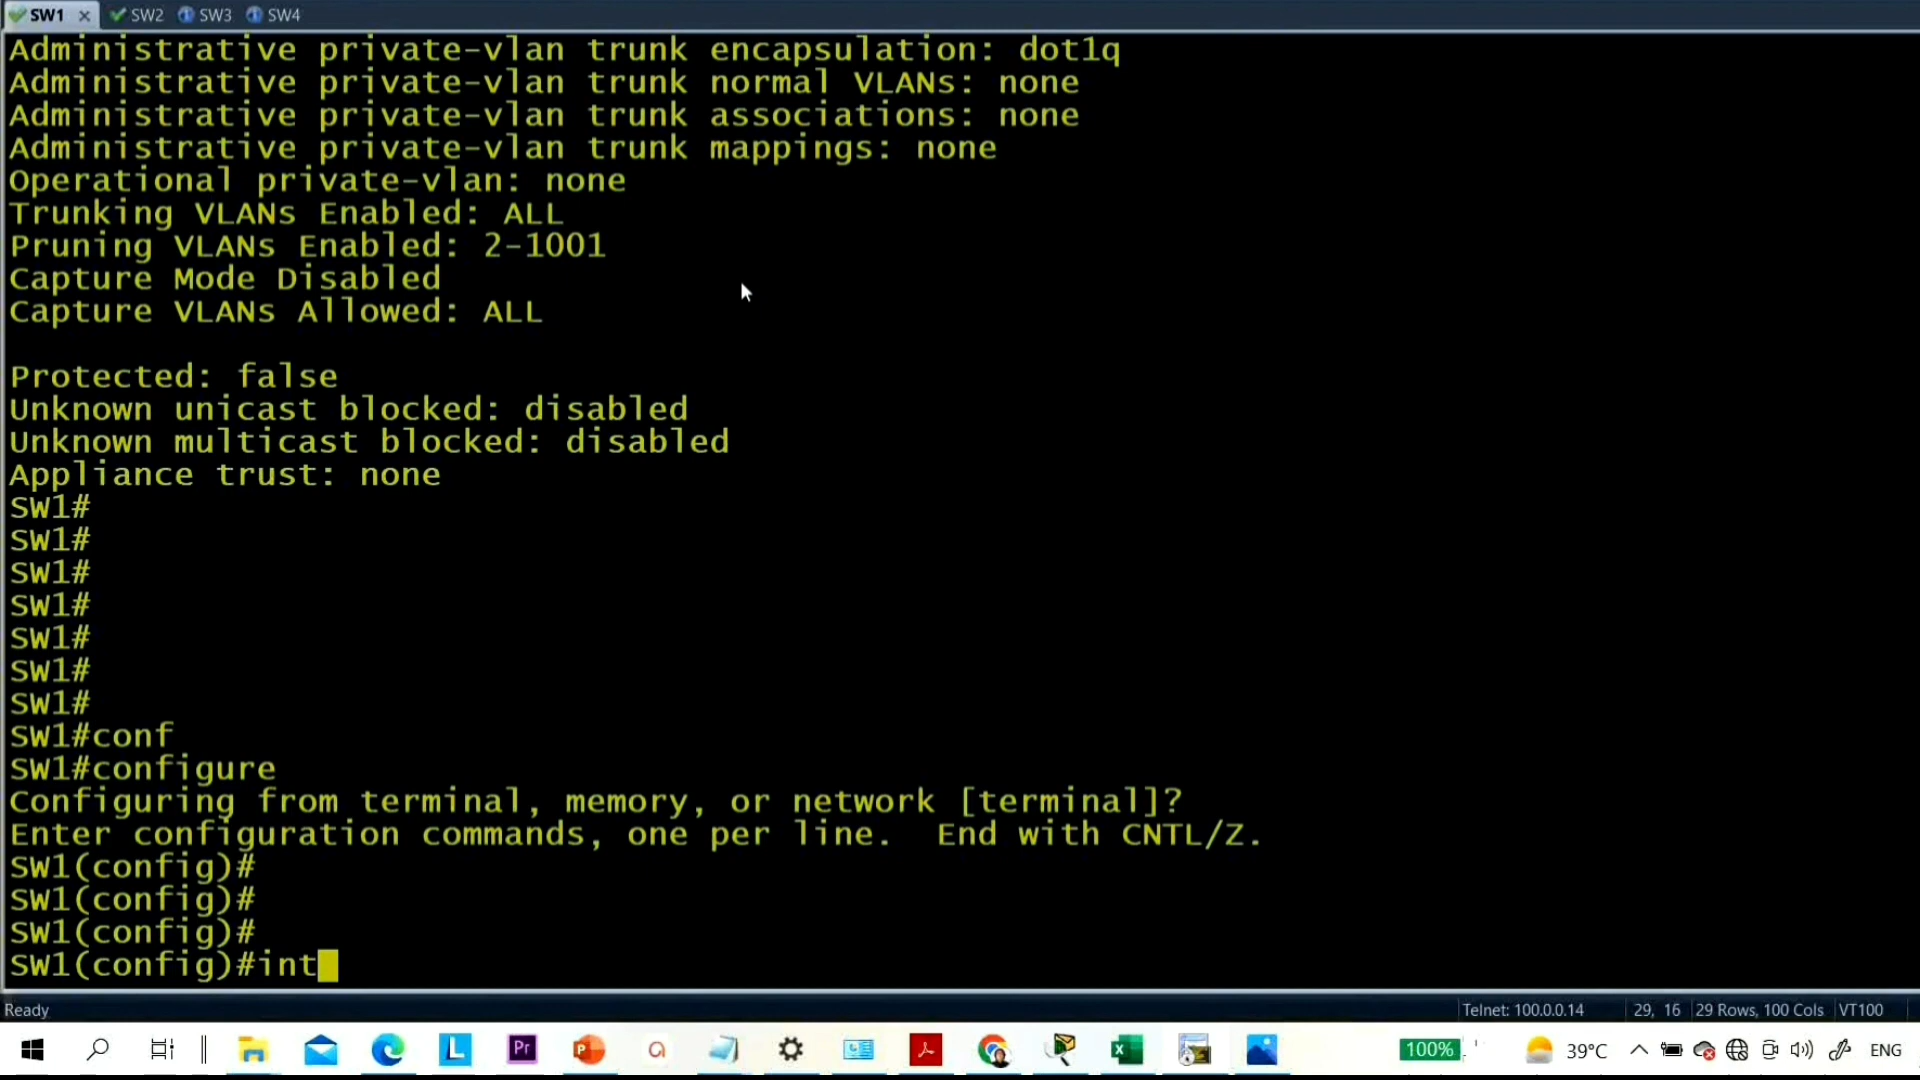 SW1 × SW2 SW3 SW4
Administrative private-vlan trunk encapsulation: dot1q
Administrative private-vlan trunk normal VLANs: none
Administrative private-vlan trunk associations: none
Administrative private-vlan trunk mappings: none
Operational private-vlan: none
Trunking VLANs Enabled: ALL
Pruning VLANs Enabled: 2-1001
Capture Mode Disabled
Capture VLANs Allowed: ALL
Protected: false
Unknown unicast blocked: disabled
Unknown multicast blocked: disabled
Appliance trust: none
SW1#
SW1#
SW1#
SW1#
SW1#
SW1#
SW1#
SW1#conf
SW1#configure
Configuring from terminal, memory, or network [terminal]?
Enter configuration commands, one per line.  End with CNTL/Z.
SW1(config)#
SW1(config)#
SW1(config)#
SW1(config)#int
Ready Telnet: 100.0.0.14 29, 16 29 Rows, 100 Cols VT100
L Pr P X 100% 39°C ENG